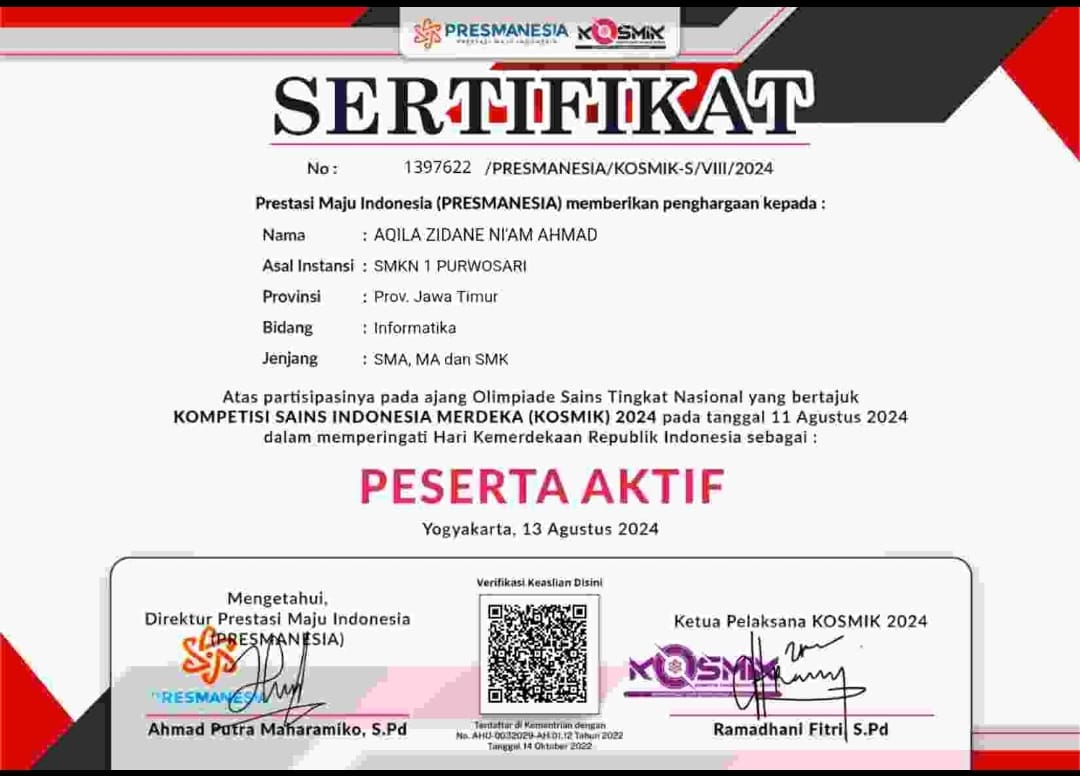 PRESMANESIA KOSMIK
SERTIFIKAT
No : 1397622 /PRESMANESIA/KOSMIK-S/VIII/2024
Prestasi Maju Indonesia (PRESMANESIA) memberikan penghargaan kepada :
Nama : AQILA ZIDANE NI'AM AHMAD
Asal Instansi : SMKN 1 PURWOSARI
Provinsi : Prov. Jawa Timur
Bidang : Informatika
Jenjang : SMA, MA dan SMK
Atas partisipasinya pada ajang Olimpiade Sains Tingkat Nasional yang bertajuk
KOMPETISI SAINS INDONESIA MERDEKA (KOSMIK) 2024 pada tanggal 11 Agustus 2024
dalam memperingati Hari Kemerdekaan Republik Indonesia sebagai :
PESERTA AKTIF
Yogyakarta, 13 Agustus 2024
Mengetahui,
Direktur Prestasi Maju Indonesia
(PRESMANESIA)
PRESMANESIA
Ahmad Putra Maharamiko, S.Pd
Verifikasi Keaslian Disini
Terdaftar di Kementrian dengan
No. AHU-0032029-AH.01.12 Tahun 2022
Tanggal 14 Oktober 2022
Ketua Pelaksana KOSMIK 2024
KOSMIK
Ramadhani Fitri, S.Pd